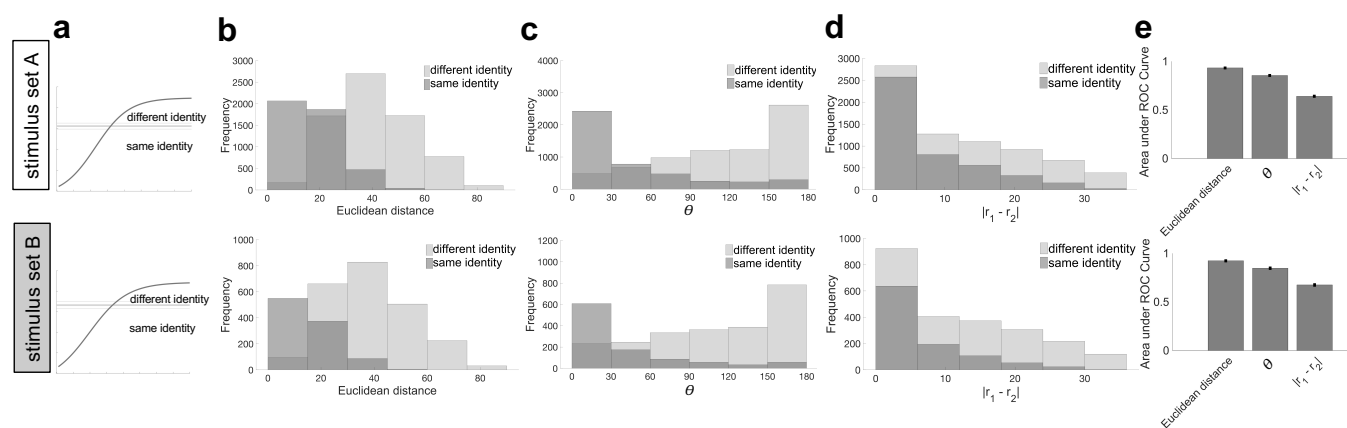 a
b
c
d
e
stimulus set A
different identity
same identity
Frequency
3000
2500
2000
1500
1000
500
0
different identity
same identity
0
15
30
45
60
75
90
Euclidean distance
Frequency
4000
3000
2000
1000
0
different identity
same identity
0
30
60
90
120
150
180
θ
Frequency
3000
2500
2000
1500
1000
500
0
different identity
same identity
0
10
20
30
|r1 - r2|
Area under ROC Curve
1
0.5
0
Euclidean distance
θ
|r1 - r2|
stimulus set B
different identity
same identity
Frequency
1000
800
600
400
200
0
different identity
same identity
0
20
40
60
80
Euclidean distance
Frequency
1200
1000
800
600
400
200
0
different identity
same identity
0
30
60
90
120
150
180
θ
Frequency
1000
800
600
400
200
0
different identity
same identity
0
10
20
30
|r1 - r2|
Area under ROC Curve
1
0.5
0
Euclidean distance
θ
|r1 - r2|